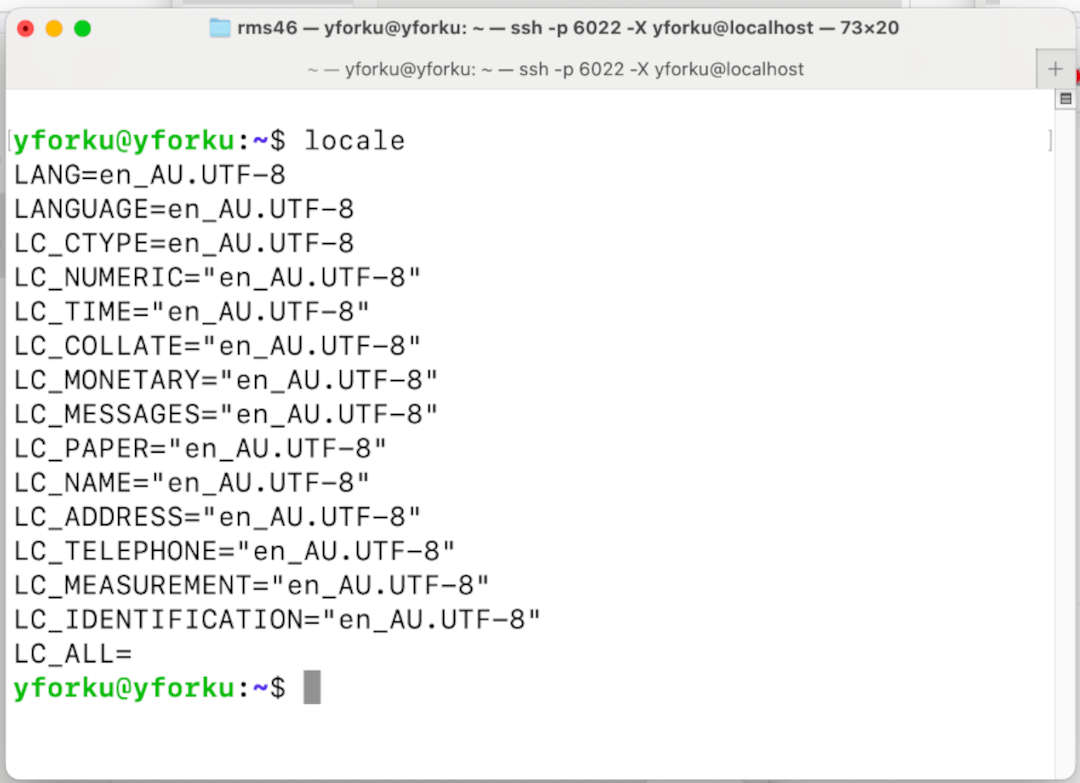 rms46 — yforku@yforku: ~ — ssh -p 6022 -X yforku@localhost — 73×20
~ — yforku@yforku: ~ — ssh -p 6022 -X yforku@localhost
yforku@yforku:~$ locale
LANG=en_AU.UTF-8
LANGUAGE=en_AU.UTF-8
LC_CTYPE=en_AU.UTF-8
LC_NUMERIC="en_AU.UTF-8"
LC_TIME="en_AU.UTF-8"
LC_COLLATE="en_AU.UTF-8"
LC_MONETARY="en_AU.UTF-8"
LC_MESSAGES="en_AU.UTF-8"
LC_PAPER="en_AU.UTF-8"
LC_NAME="en_AU.UTF-8"
LC_ADDRESS="en_AU.UTF-8"
LC_TELEPHONE="en_AU.UTF-8"
LC_MEASUREMENT="en_AU.UTF-8"
LC_IDENTIFICATION="en_AU.UTF-8"
LC_ALL=
yforku@yforku:~$